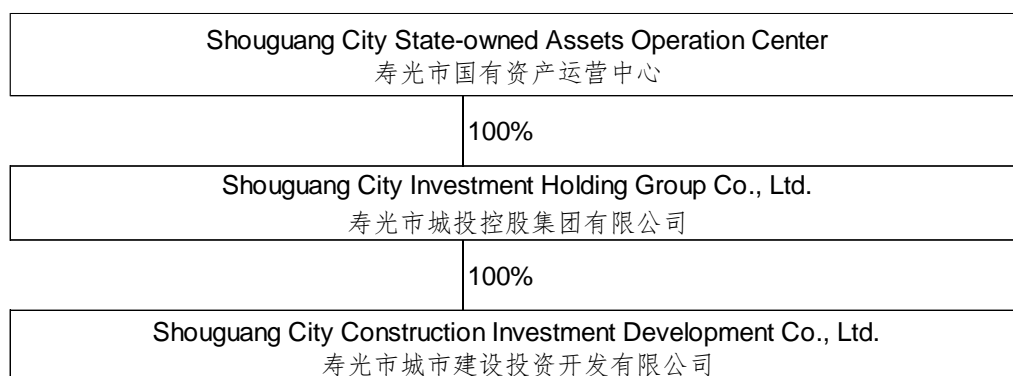 Shouguang City State-owned Assets Operation Center
寿光市国有资产运营中心
100%
Shouguang City Investment Holding Group Co., Ltd.
寿光市城投控股集团有限公司
100%
Shouguang City Construction Investment Development Co., Ltd.
寿光市城市建设投资开发有限公司